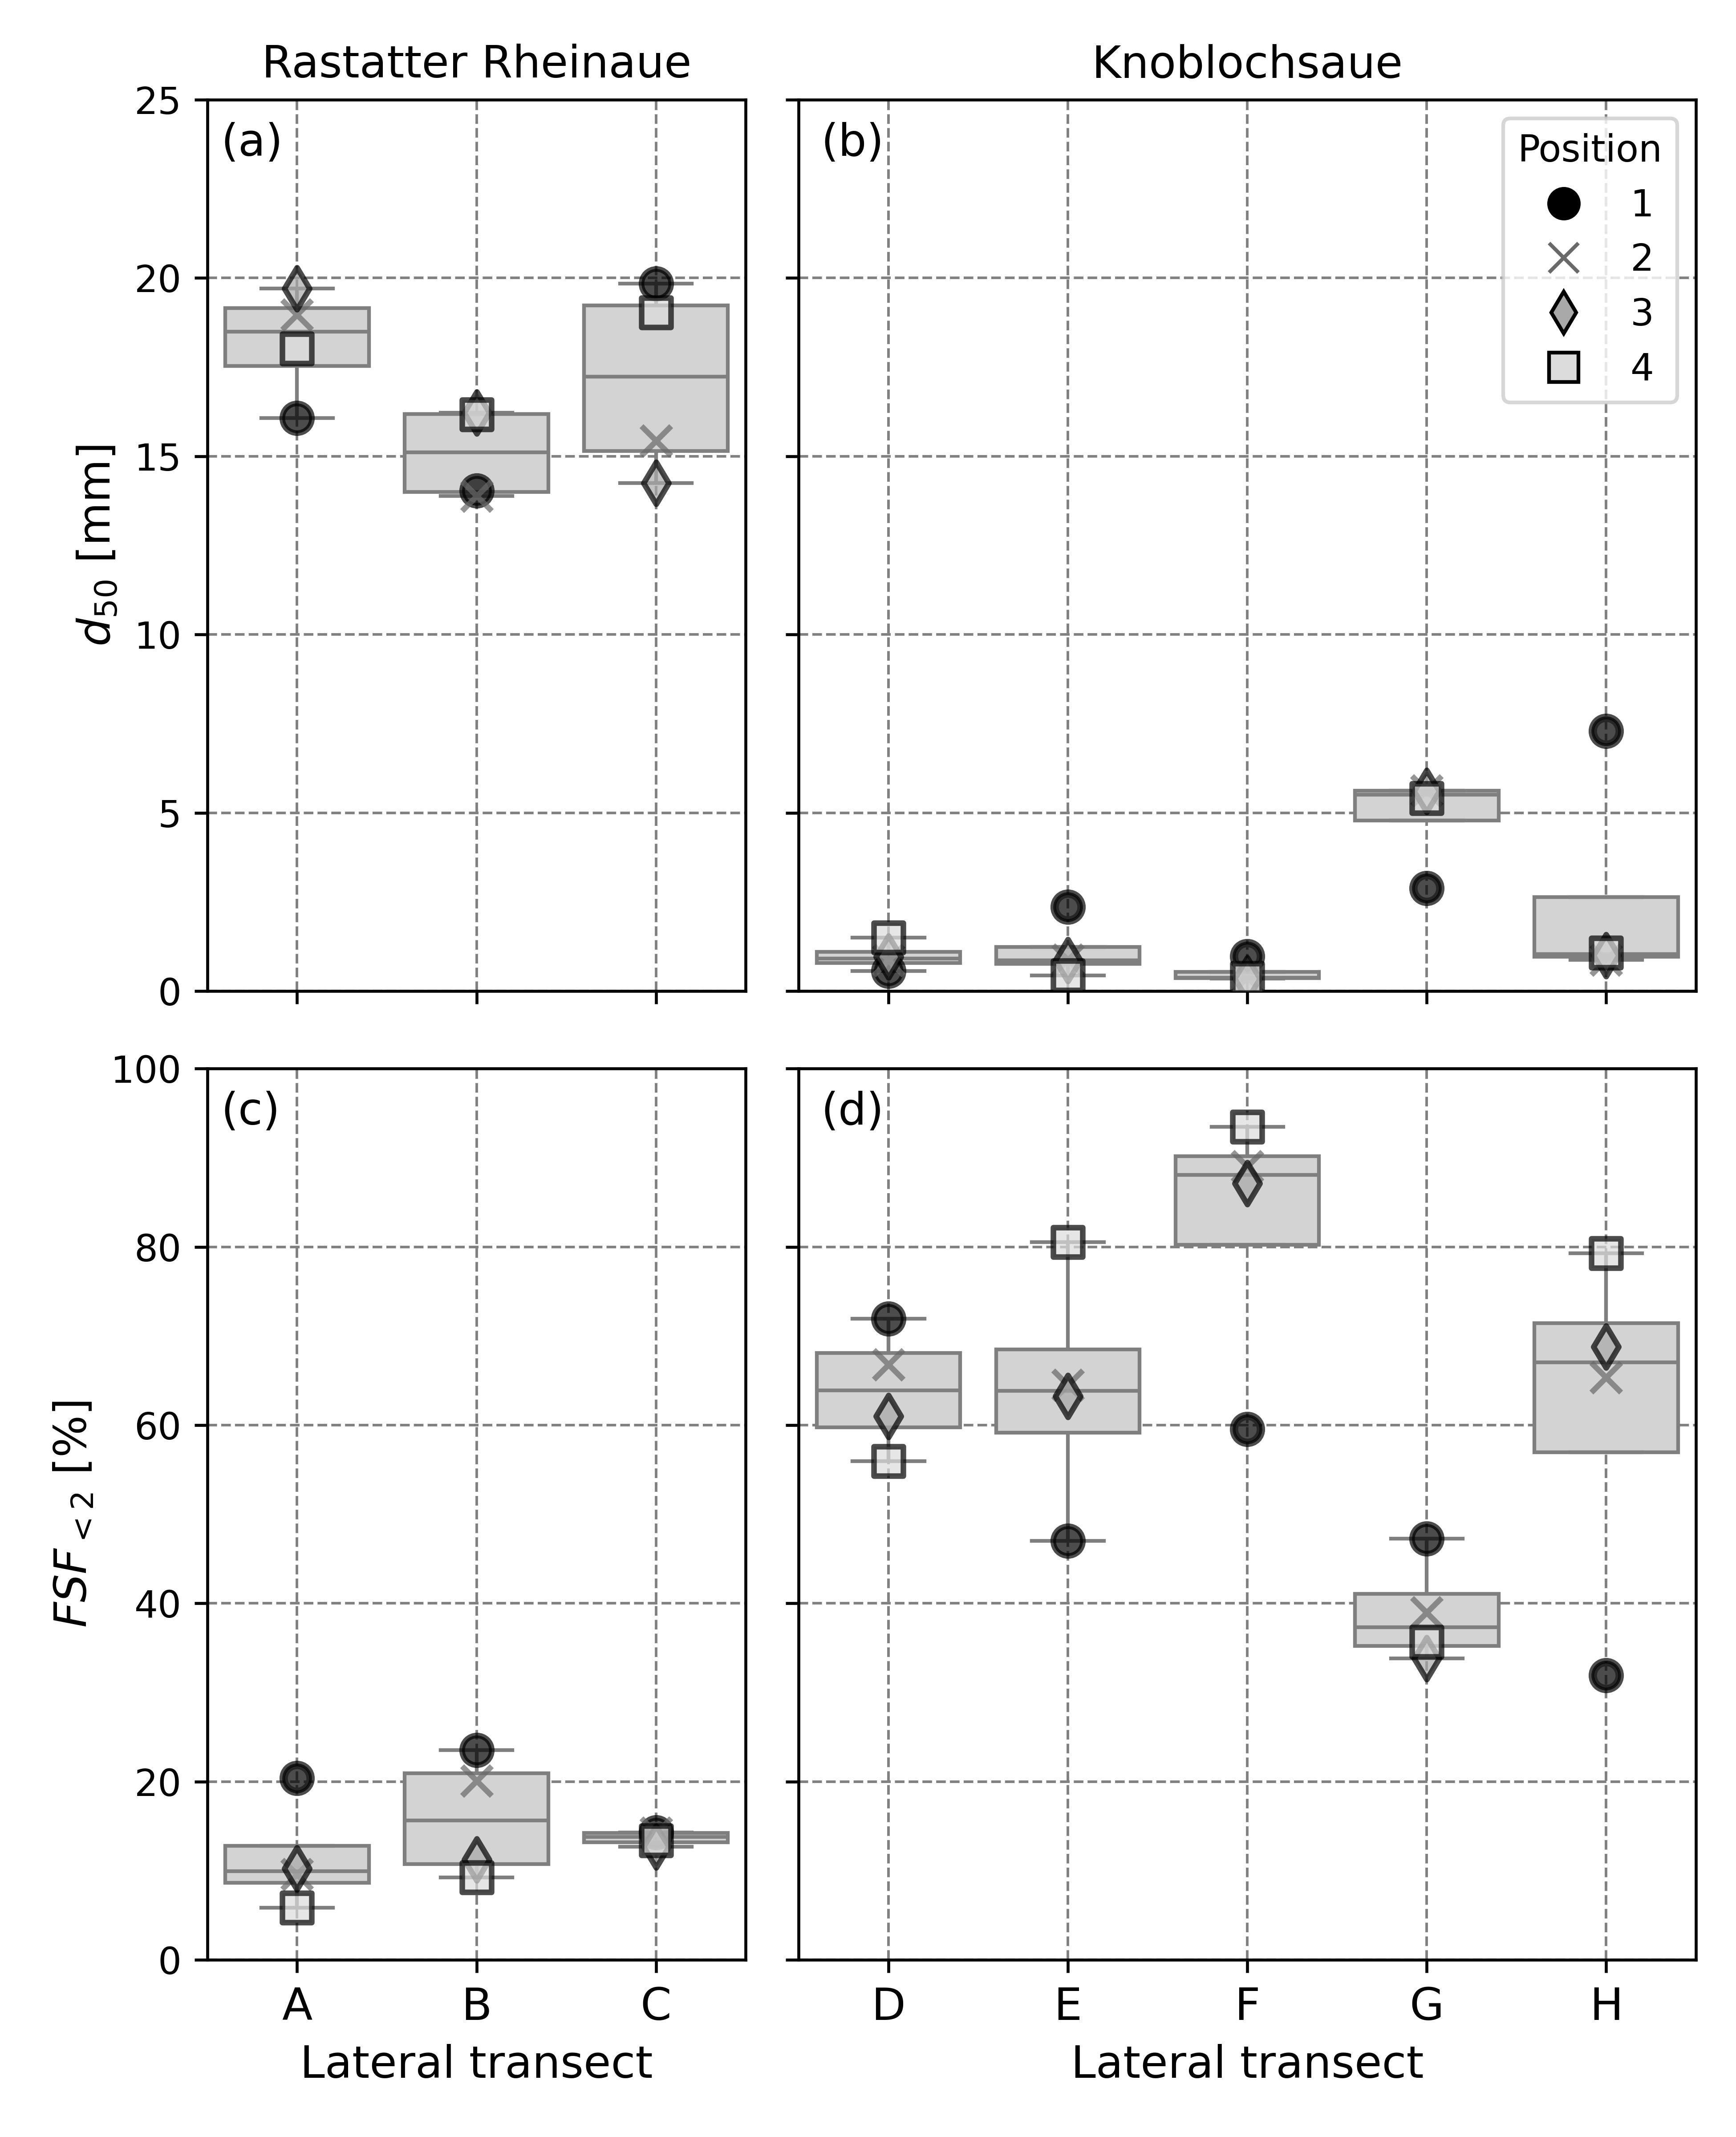 Rastatter Rheinaue
Knoblochsaue
(a)
(b)
Position
1
2
3
4
25
20
15
10
5
0
d50 [mm]
(c)
(d)
100
80
60
40
20
0
FSF <2 [%]
A B C
D E F G H
Lateral transect
Lateral transect